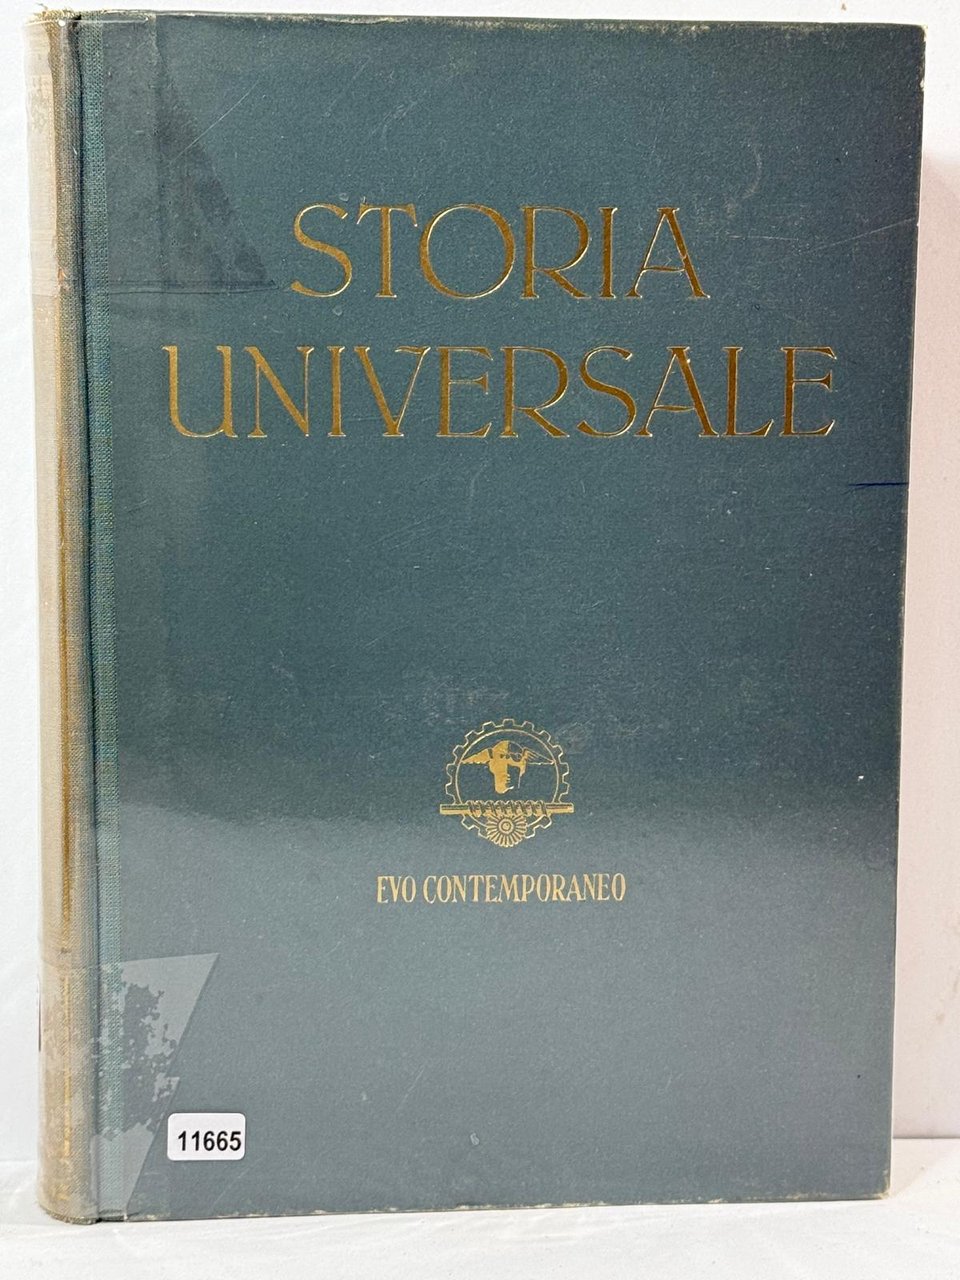 STORIA
UNIVERSALE
EVO CONTEMPORANEO
11665